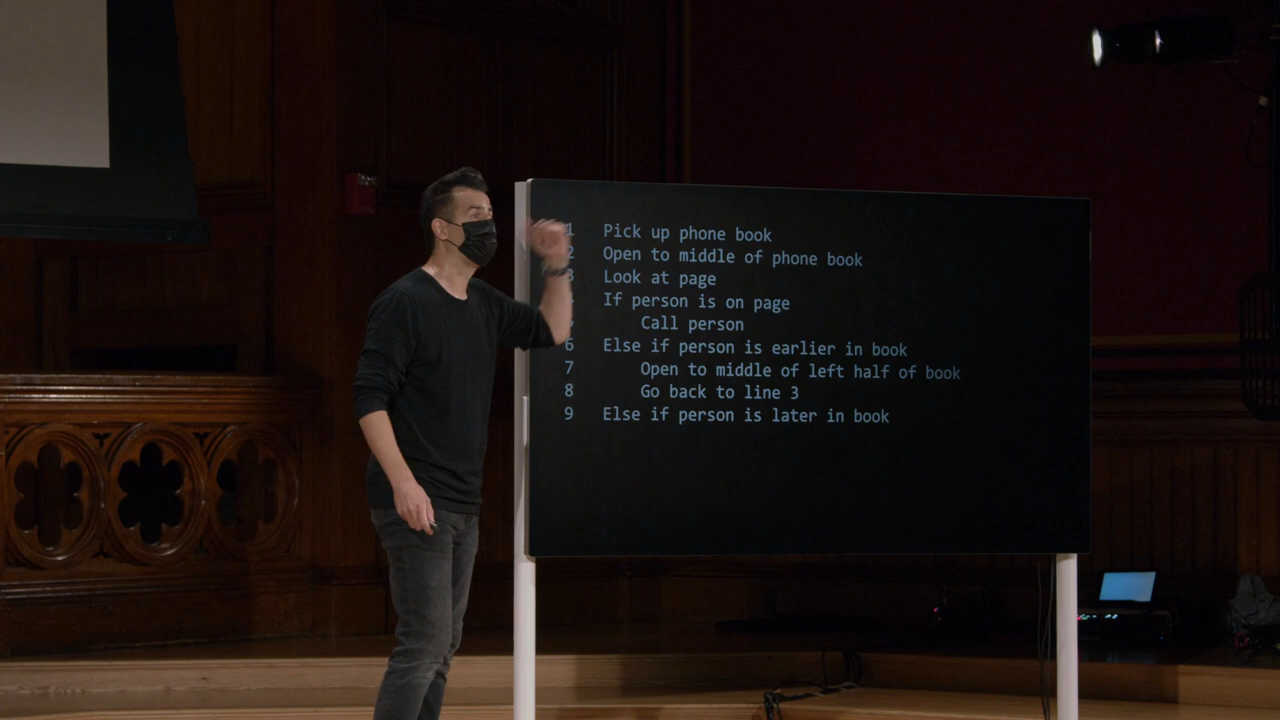 1 Pick up phone book
2 Open to middle of phone book
3 Look at page
If person is on page
Call person
6 Else if person is earlier in book
7 Open to middle of left half of book
8 Go back to line 3
9 Else if person is later in book